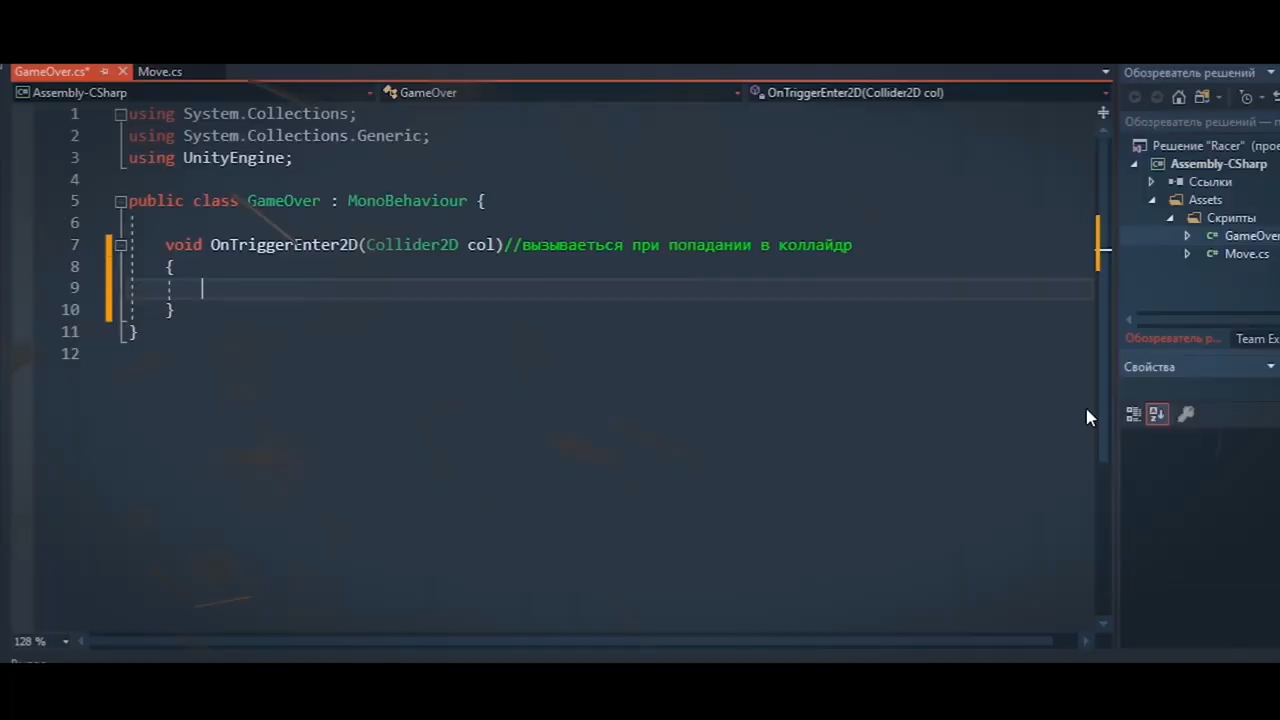 GameOver.cs* Move.cs
Assembly-CSharp GameOver OnTriggerEnter2D(Collider2D col)
1 using System.Collections;
2 using System.Collections.Generic;
3 using UnityEngine;
4
5 public class GameOver : MonoBehaviour {
6
7 void OnTriggerEnter2D(Collider2D col)//вызываеться при попадании в коллайдр
8 {
9
10 }
11 }
12
128 %
Обозреватель решений
Обозреватель решений —
Решение "Racer" (прое
Assembly-CSharp
Ссылки
Assets
Скрипты
GameOver
Move.cs
Обозреватель р... Team Ex
Свойства